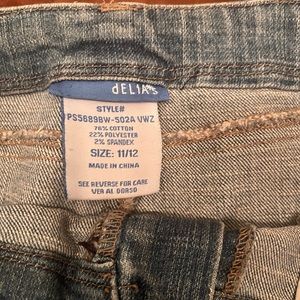 dELiA*s
STYLE#
PS5689BW-S02A VWZ
76% COTTON
22% POLYESTER
2% SPANDEX
SIZE: 11/12
MADE IN CHINA
SEE REVERSE FOR CARE
VER AL DORSO